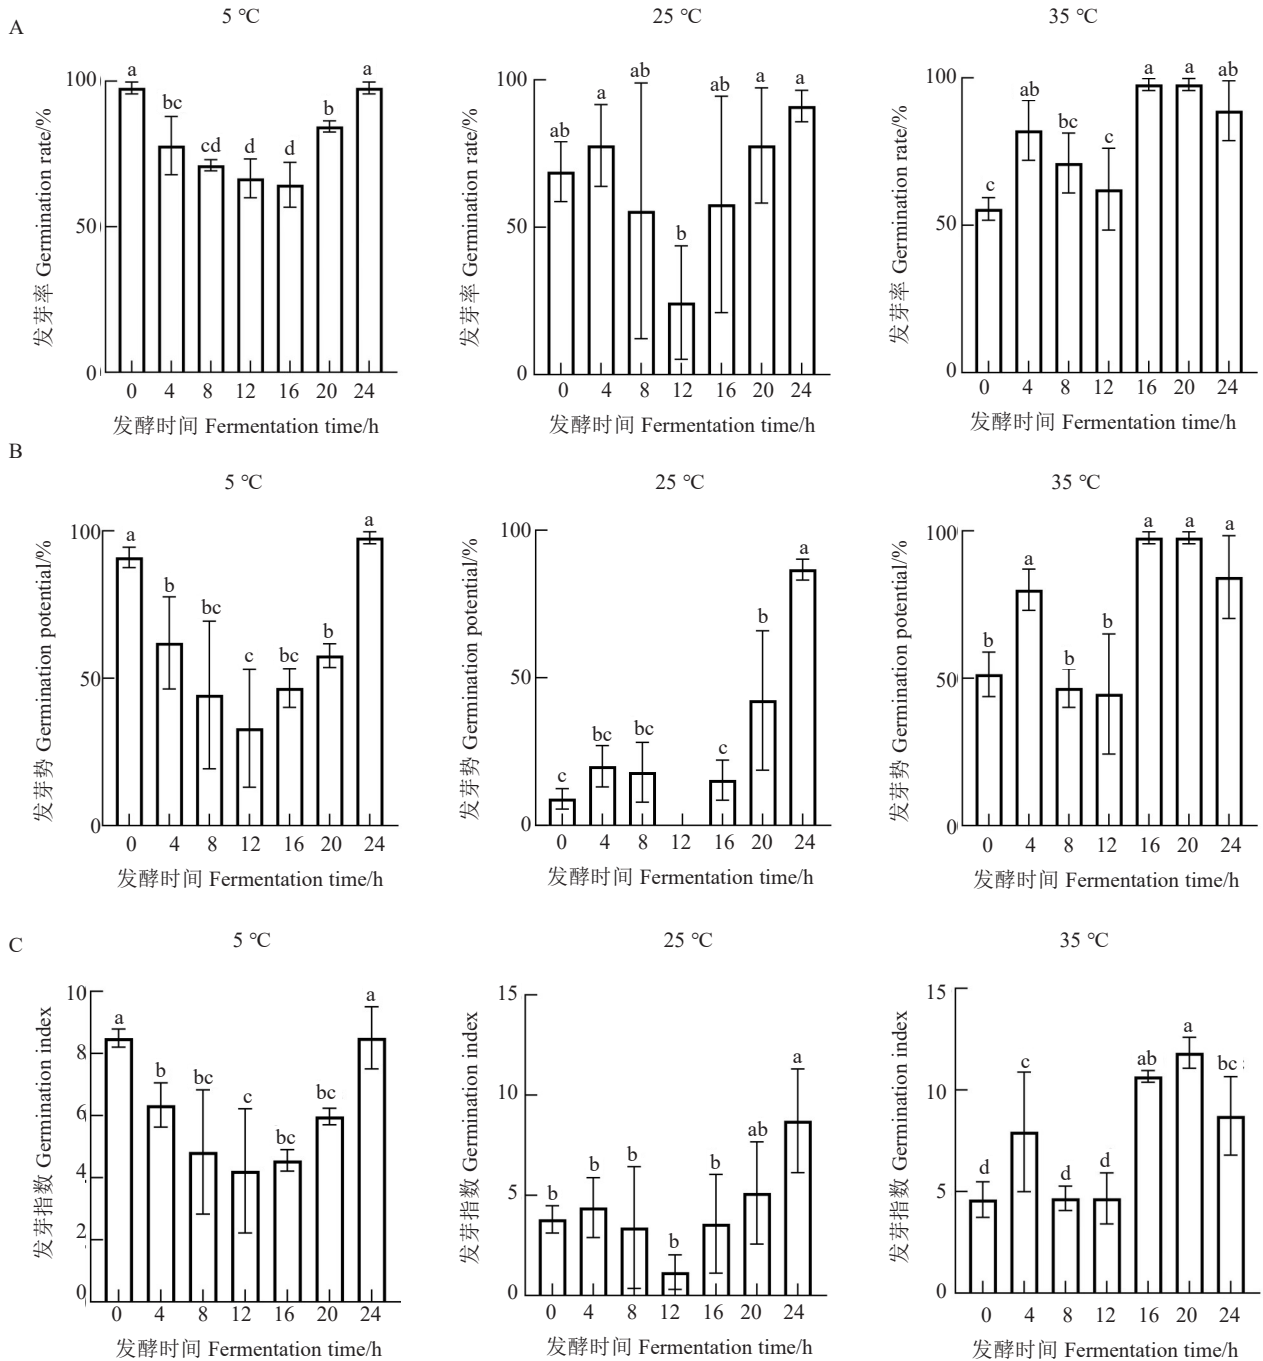 A
5 ℃
25 ℃
35 ℃
发芽率 Germination rate/%
100
50
0
a
bc
cd
d
d
b
a
0 4 8 12 16 20 24
发酵时间 Fermentation time/h
发芽率 Germination rate/%
100
50
0
ab
a
ab
b
ab
a
a
0 4 8 12 16 20 24
发酵时间 Fermentation time/h
发芽率 Germination rate/%
100
50
0
c
ab
bc
c
a
a
ab
0 4 8 12 16 20 24
发酵时间 Fermentation time/h
B
5 ℃
25 ℃
35 ℃
发芽势 Germination potential/%
100
50
0
a
b
bc
c
bc
b
a
0 4 8 12 16 20 24
发酵时间 Fermentation time/h
发芽势 Germination potential/%
100
50
0
c
bc
bc
c
b
a
0 4 8 12 16 20 24
发酵时间 Fermentation time/h
发芽势 Germination potential/%
100
50
0
b
a
b
b
a
a
a
0 4 8 12 16 20 24
发酵时间 Fermentation time/h
C
5 ℃
25 ℃
35 ℃
发芽指数 Germination index
10
8
6
4
2
0
a
b
bc
c
bc
bc
a
0 4 8 12 16 20 24
发酵时间 Fermentation time/h
发芽指数 Germination index
15
10
5
0
b
b
b
b
b
ab
a
0 4 8 12 16 20 24
发酵时间 Fermentation time/h
发芽指数 Germination index
15
10
5
0
d
c
d
d
ab
a
bc
0 4 8 12 16 20 24
发酵时间 Fermentation time/h